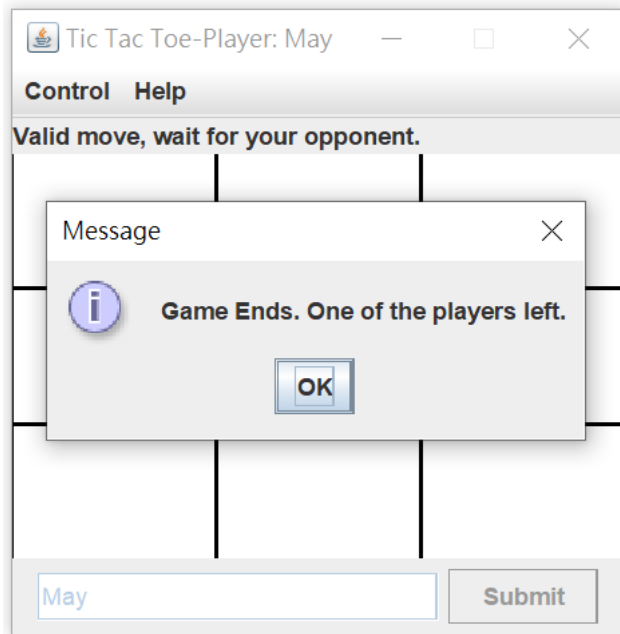 Tic Tac Toe-Player: May
Control Help
Valid move, wait for your opponent.
Message
Game Ends. One of the players left.
OK
May Submit